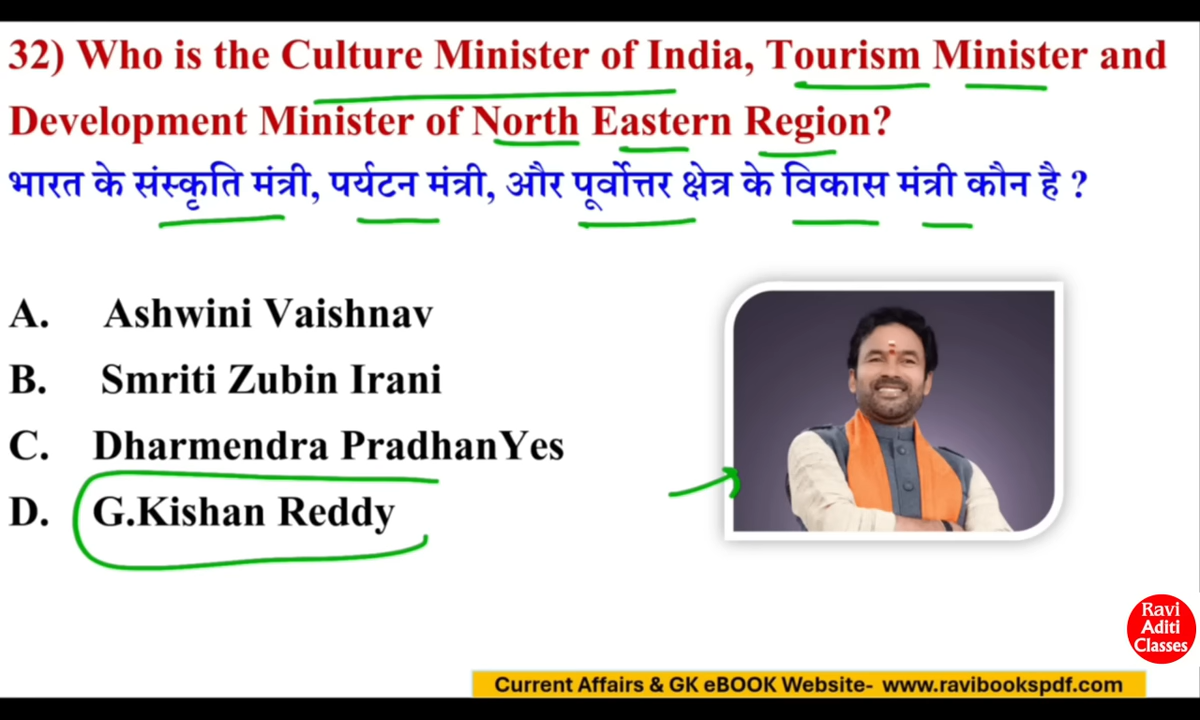 32) Who is the Culture Minister of India, Tourism Minister and
Development Minister of North Eastern Region?
भारत के संस्कृति मंत्री, पर्यटन मंत्री, और पूर्वोत्तर क्षेत्र के विकास मंत्री कौन है ?
A. Ashwini Vaishnav
B. Smriti Zubin Irani
C. Dharmendra PradhanYes
D. G.Kishan Reddy
Ravi
Aditi
Classes
Current Affairs & GK eBOOK Website- www.ravibookspdf.com